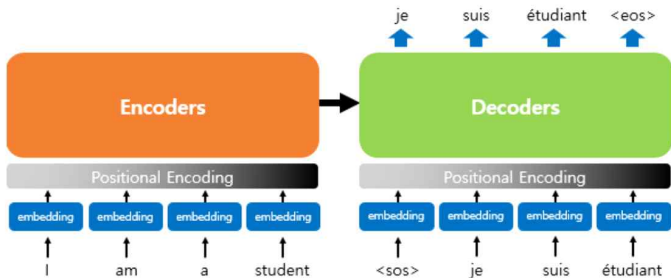 je suis étudiant <eos>
Encoders
Decoders
Positional Encoding
Positional Encoding
embedding embedding embedding embedding
embedding embedding embedding embedding
I am a student
<sos> je suis étudiant